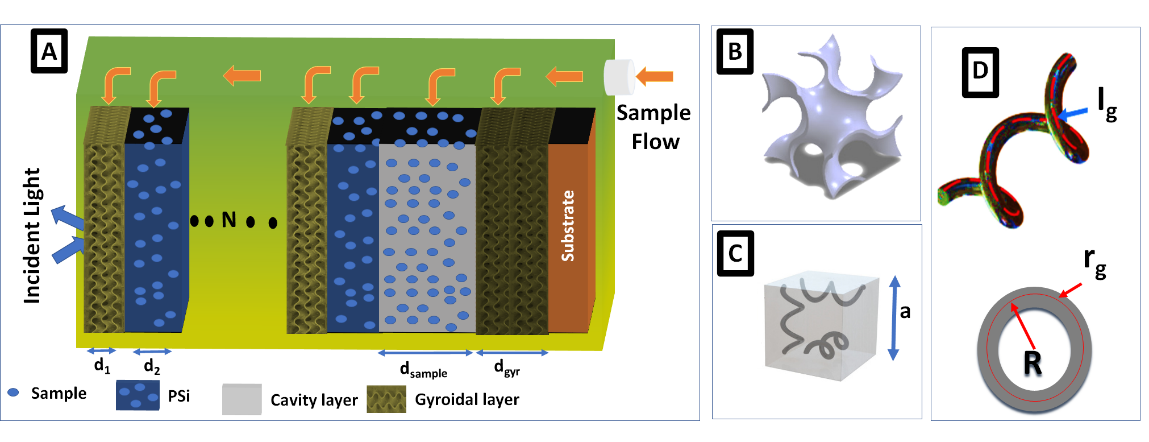 A
Sample
Flow
Incident Light
N
Substrate
d1
d2
dsample
dgyr
Sample
PSi
Cavity layer
Gyroidal layer
B
C
a
D
lg
rg
R